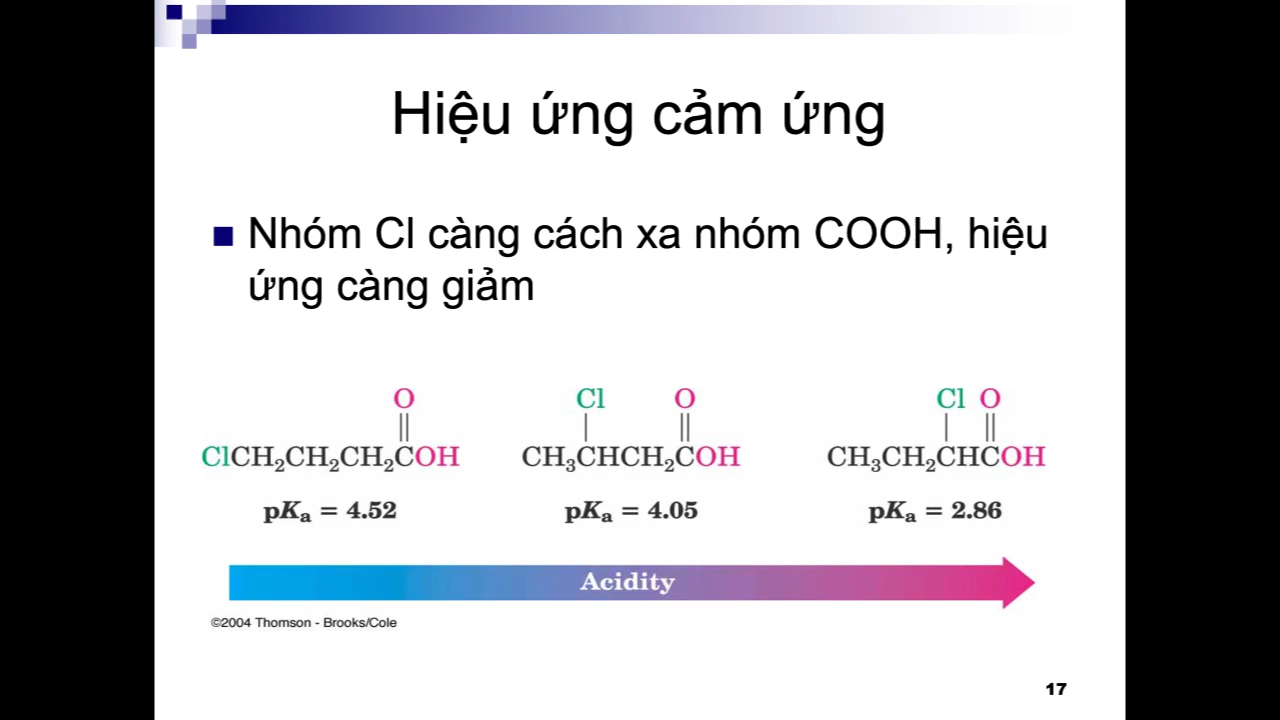 Hiệu ứng cảm ứng
Nhóm Cl càng cách xa nhóm COOH, hiệu
ứng càng giảm
O Cl O Cl O
ClCH₂CH₂CH₂COH CH₃CHCH₂COH CH₃CH₂CHCOH
pKₐ = 4.52 pKₐ = 4.05 pKₐ = 2.86
Acidity
©2004 Thomson - Brooks/Cole
17